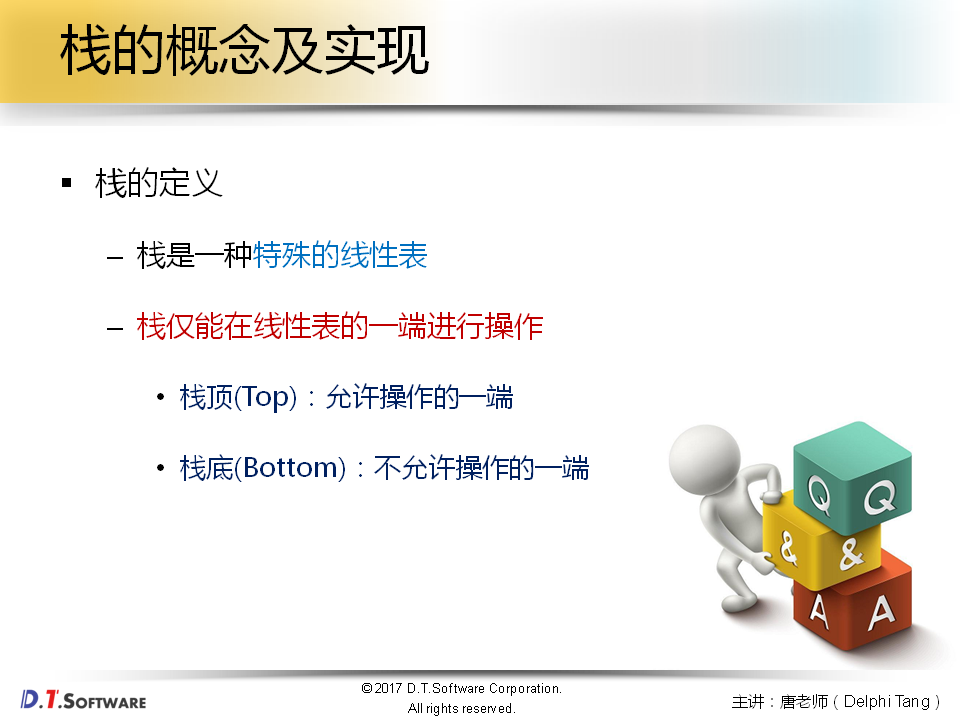 栈的概念及实现
▪ 栈的定义
– 栈是一种特殊的线性表
– 栈仅能在线性表的一端进行操作
• 栈顶(Top)：允许操作的一端
• 栈底(Bottom)：不允许操作的一端
Q Q
& &
A A
D.T.SOFTWARE
©2017 D.T.Software Corporation.
All rights reserved.
主讲：唐老师（Delphi Tang）